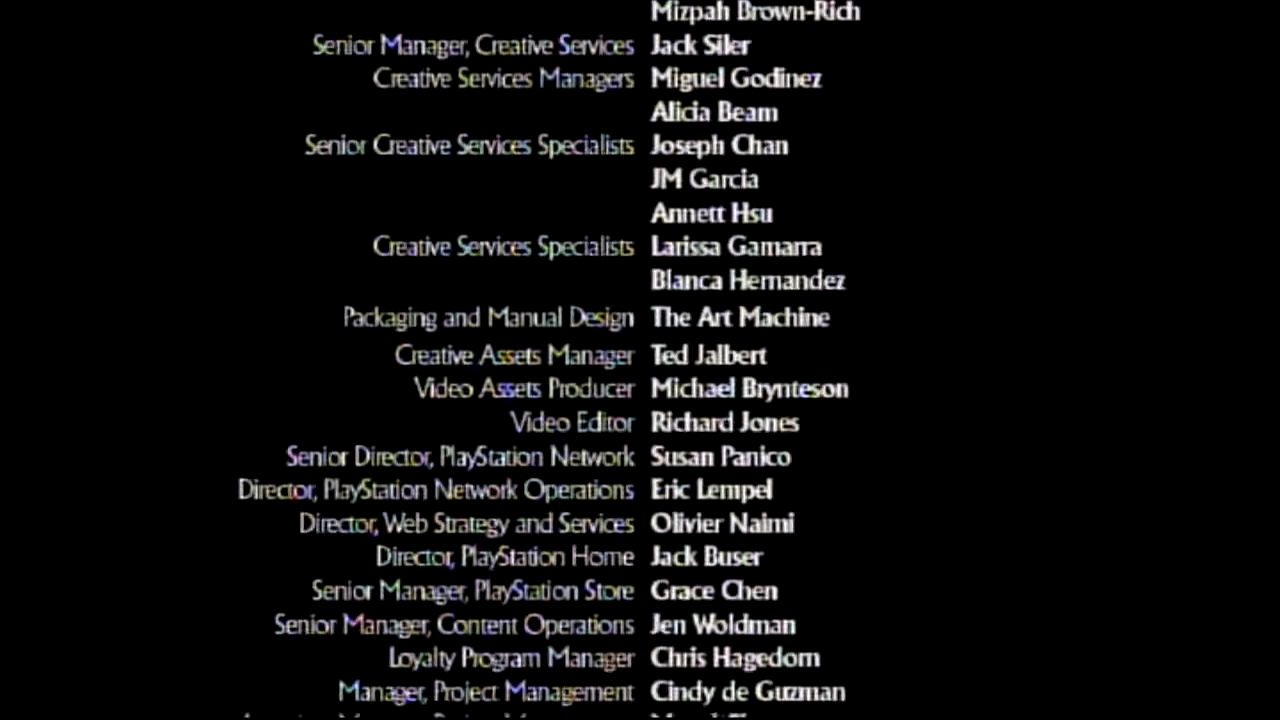 Mizpah Brown-Rich
Senior Manager, Creative Services Jack Siler
Creative Services Managers Miguel Godinez
Alicia Beam
Senior Creative Services Specialists Joseph Chan
JM Garcia
Annett Hsu
Creative Services Specialists Larissa Gamarra
Blanca Hernandez
Packaging and Manual Design The Art Machine
Creative Assets Manager Ted Jalbert
Video Assets Producer Michael Brynteson
Video Editor Richard Jones
Senior Director, PlayStation Network Susan Panico
Director, PlayStation Network Operations Eric Lempel
Director, Web Strategy and Services Olivier Naimi
Director, PlayStation Home Jack Buser
Senior Manager, PlayStation Store Grace Chen
Senior Manager, Content Operations Jen Woldman
Loyalty Program Manager Chris Hagedorn
Manager, Project Management Cindy de Guzman